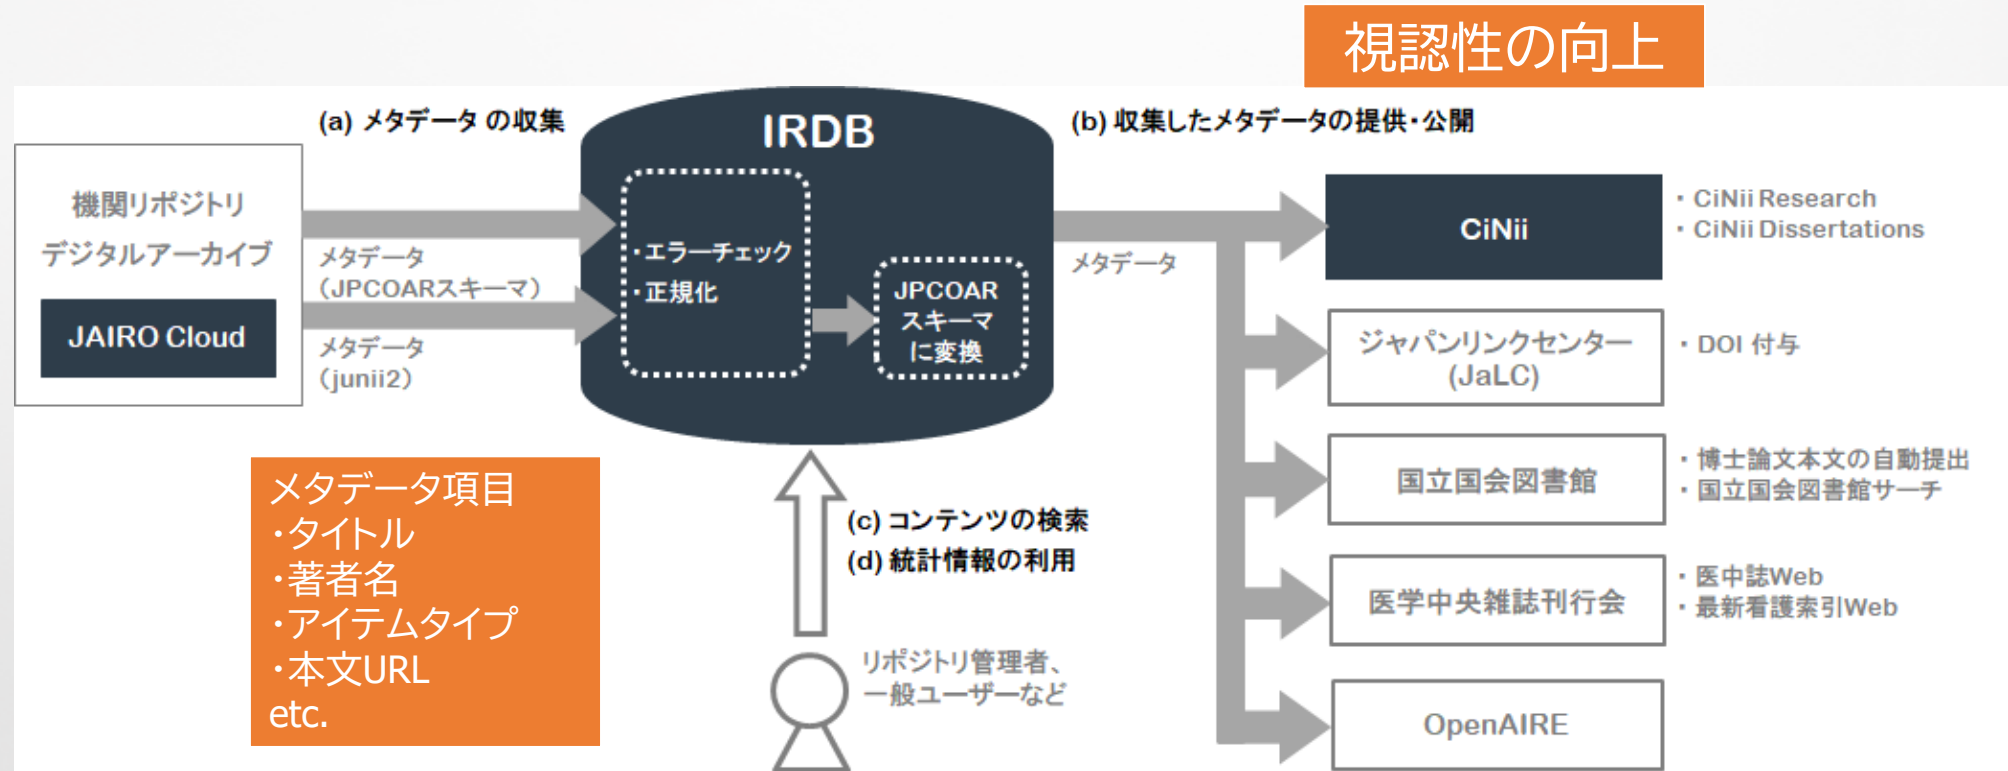 視認性の向上
(a) メタデータ の収集
IRDB
(b) 収集したメタデータの提供・公開
機関リポジトリ
デジタルアーカイブ
JAIRO Cloud
メタデータ
（JPCOARスキーマ）
メタデータ
（junii2）
・エラーチェック
・正規化
JPCOAR
スキーマ
に変換
メタデータ
CiNii
・ CiNii Research
・ CiNii Dissertations
ジャパンリンクセンター
(JaLC)
・ DOI 付与
国立国会図書館
・ 博士論文本文の自動提出
・ 国立国会図書館サーチ
医学中央雑誌刊行会
・ 医中誌Web
・ 最新看護索引Web
OpenAIRE
メタデータ項目
・タイトル
・著者名
・アイテムタイプ
・本文URL
etc.
(c) コンテンツの検索
(d) 統計情報の利用
リポジトリ管理者、
一般ユーザーなど